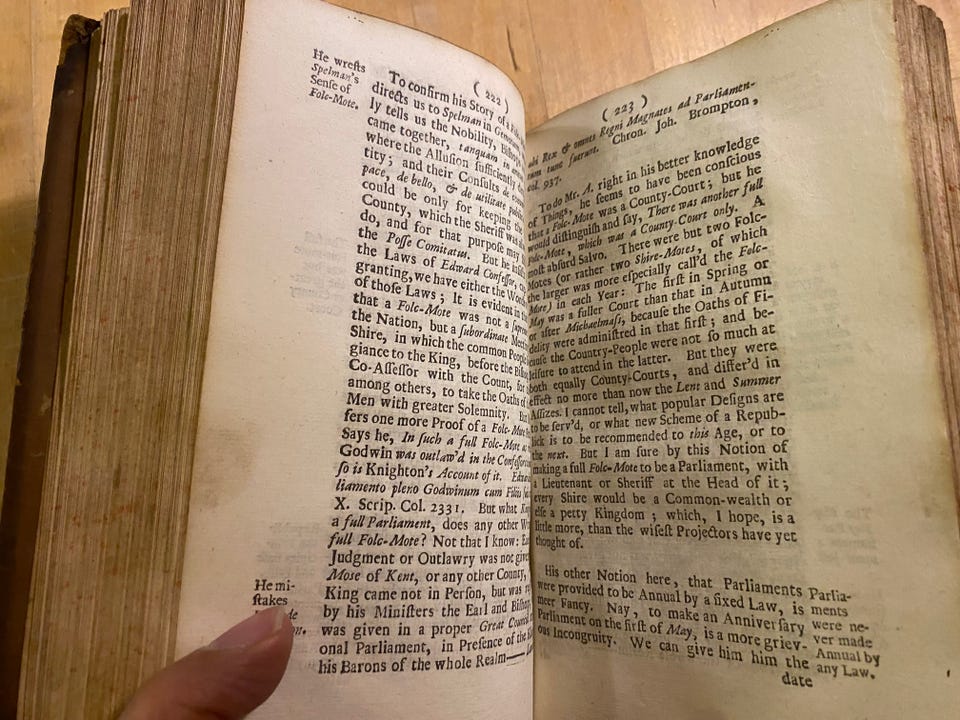 ( 222 )
He wrests
Spelman's
Sense of
Folc-Mote.
To confirm his Story of a
directs us to Spelman in
ly tells us the Nobility,
came together, tanquam in
where the Allusion sufficiently
tity; and their Consults de
pace, de bello, & de utilitate
could be only for keeping the
County, which the Sheriff was
do, and for that purpose may
the Posse Comitatus. But he
the Laws of Edward Confessor,
granting, we have either the
of those Laws; It is evident in
that a Folc-Mote was not a
the Nation, but a subordinate
Shire, in which the common People
giance to the King, before the
Co-Assessor with the Count, for
among others, to take the Oaths of
Men with greater Solemnity.
fers one more Proof of a Folc-Mote
Says he, In such a full Folc-Mote as
Godwin was outlaw'd in the
so is Knighton's Account of it.
liamento pleno Godwinum cum Filiis
X. Scrip. Col. 2331. But what
a full Parliament, does any other
full Folc-Mote? Not that I know:
Judgment or Outlawry was not
Mose of Kent, or any other County,
King came not in Person, but was
by his Ministers the Earl and
was given in a proper Great
onal Parliament, in Presence of the
his Barons of the whole Realm—
He mi-
stakes
( 223 )
Rex & omnes Regni Magnates ad Parliamen-
tum tunc fuerunt. Chron. Joh. Brompton,
col. 937.
To do Mr. A. right in his better knowledge
of Things, he seems to have been conscious
that a Folc-Mote was a County-Court; but he
would distinguish and say, There was another full
Folc-Mote, which was a County Court only. A
most absurd Salvo. There were but two Folc-
Motes (or rather two Shire-Motes, of which
the larger was more especially call'd the Folc-
Mote) in each Year: The first in Spring or
May was a fuller Court than that in Autumn
or after Michaelmass, because the Oaths of Fi-
delity were administred in that first; and be-
cause the Country-People were not so much at
leisure to attend in the latter. But they were
both equally County-Courts, and differ'd in
effect no more than now the Lent and Summer
Assizes. I cannot tell, what popular Designs are
to be serv'd, or what new Scheme of a Repub-
lick is to be recommended to this Age, or to
the next. But I am sure by this Notion of
making a full Folc-Mote to be a Parliament, with
a Lieutenant or Sheriff at the Head of it;
every Shire would be a Common-wealth or
else a petty Kingdom; which, I hope, is a
little more, than the wisest Projectors have yet
thought of.
His other Notion here, that Parliaments
were provided to be Annual by a fixed Law, is
meer Fancy. Nay, to make an Anniversary
Parliament on the first of May, is a more griev-
ous Incongruity. We can give him him the
date
Parlia-
ments
were ne-
ver made
Annual by
any Law.